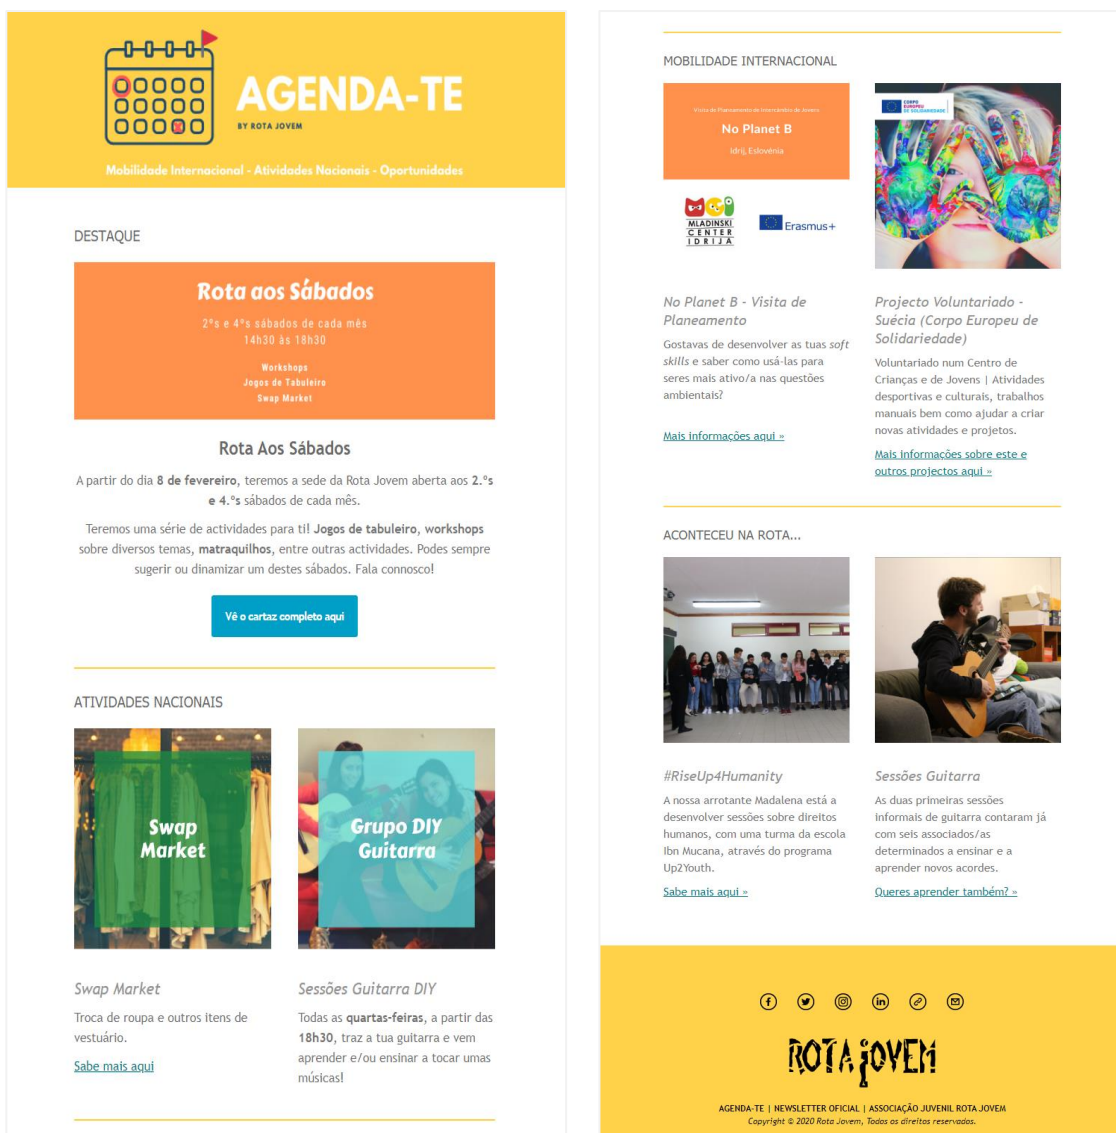 AGENDA-TE
BY ROTA JOVEM
Mobilidade Internacional - Atividades Nacionais - Oportunidades
DESTAQUE
Rota aos Sábados
2ºs e 4ºs sábados de cada mês
14h30 às 18h30
Workshops
Jogos de Tabuleiro
Swap Market
Rota Aos Sábados
A partir do dia 8 de fevereiro, teremos a sede da Rota Jovem aberta aos 2.ºs
e 4.ºs sábados de cada mês.
Teremos uma série de actividades para ti! Jogos de tabuleiro, workshops
sobre diversos temas, matraquilhos, entre outras actividades. Podes sempre
sugerir ou dinamizar um destes sábados. Fala connosco!
Vê o cartaz completo aqui
ATIVIDADES NACIONAIS
Swap
Market
Grupo DIY
Guitarra
Swap Market
Troca de roupa e outros itens de
vestuário.
Sabe mais aqui
Sessões Guitarra DIY
Todas as quartas-feiras, a partir das
18h30, traz a tua guitarra e vem
aprender e/ou ensinar a tocar umas
músicas!
MOBILIDADE INTERNACIONAL
Visita de Planeamento de Intercâmbio de Jovens
No Planet B
Idrij, Eslovénia
MLADINSKI
CENTER
IDRIJA
Erasmus+
CORPO
EUROPEU
DE SOLIDARIEDADE
No Planet B - Visita de
Planeamento
Gostavas de desenvolver as tuas soft
skills e saber como usá-las para
seres mais ativo/a nas questões
ambientais?
Mais informações aqui »
Projecto Voluntariado -
Suécia (Corpo Europeu de
Solidariedade)
Voluntariado num Centro de
Crianças e de Jovens | Atividades
desportivas e culturais, trabalhos
manuais bem como ajudar a criar
novas atividades e projetos.
Mais informações sobre este e
outros projectos aqui »
ACONTECEU NA ROTA...
#RiseUp4Humanity
A nossa arrotante Madalena está a
desenvolver sessões sobre direitos
humanos, com uma turma da escola
Ibn Mucana, através do programa
Up2Youth.
Sabe mais aqui »
Sessões Guitarra
As duas primeiras sessões
informais de guitarra contaram já
com seis associados/as
determinados a ensinar e a
aprender novos acordes.
Queres aprender também? »
ROTA JOVEM
AGENDA-TE | NEWSLETTER OFICIAL | ASSOCIAÇÃO JUVENIL ROTA JOVEM
Copyright © 2020 Rota Jovem, Todos os direitos reservados.